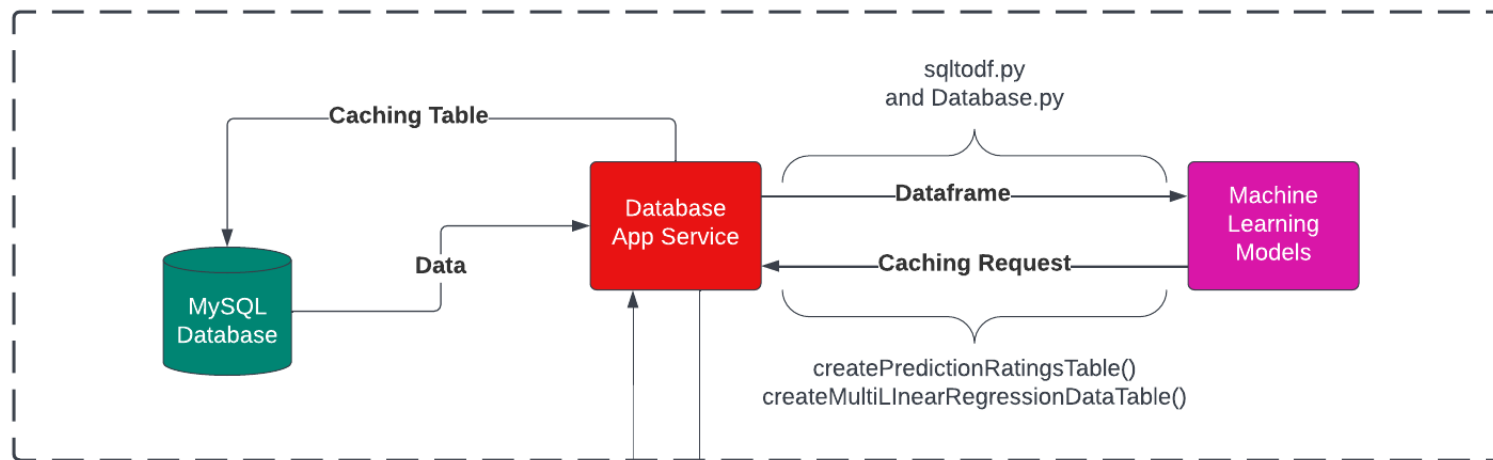 sqltodf.py
and Database.py
Caching Table
Database
App Service
Dataframe
Machine
Learning
Models
Data
Caching Request
MySQL
Database
createPredictionRatingsTable()
createMultiLInearRegressionDataTable()